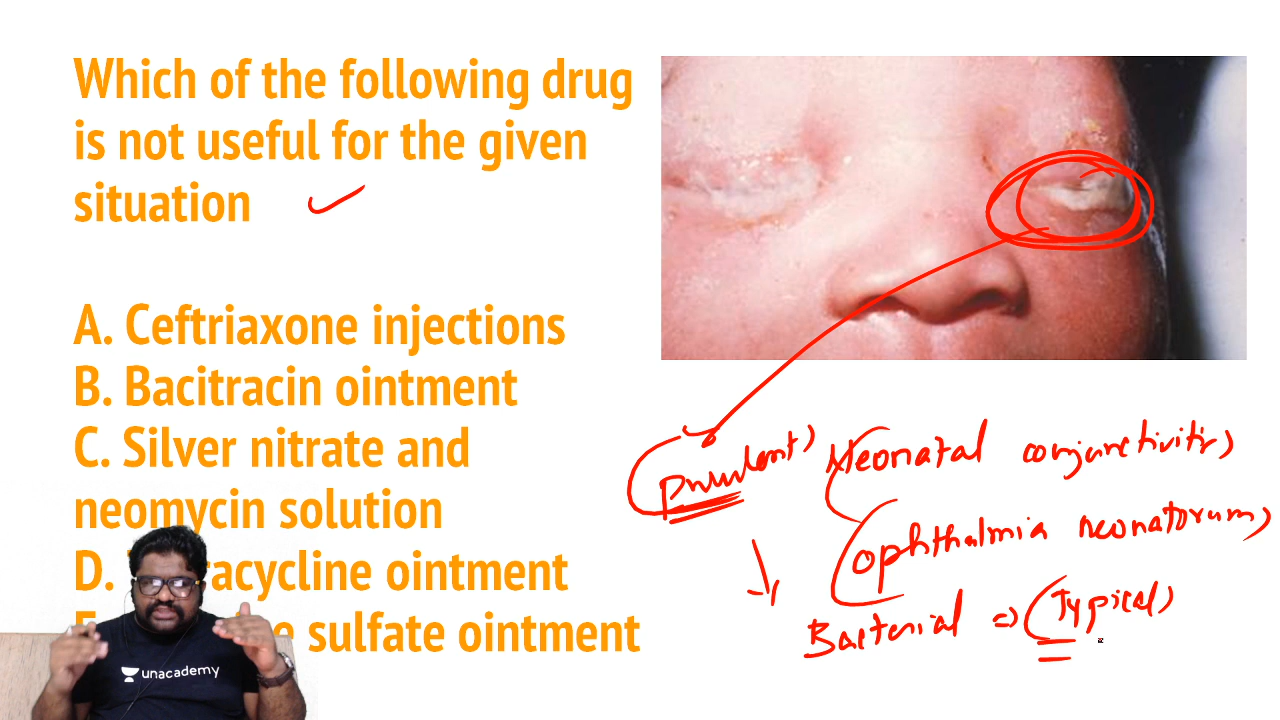 Which of the following drug
is not useful for the given
situation
A. Ceftriaxone injections
B. Bacitracin ointment
C. Silver nitrate and
neomycin solution
D. racycline ointment
sulfate ointment
purulent) Neonatal conjunctivitis,
ophthalmia neonatorum,
Bacterial => (Typical)
unacademy